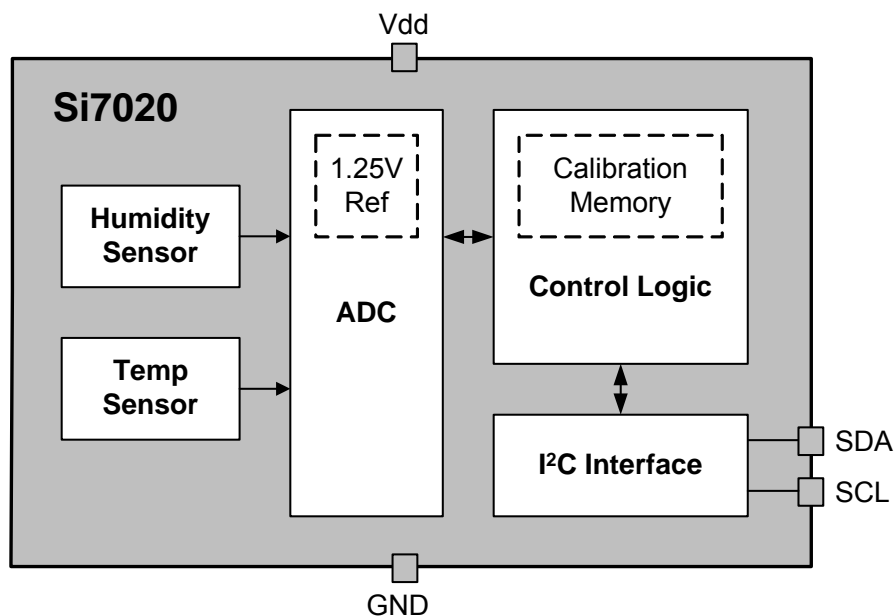 Vdd
Si7020
1.25V
Ref
Calibration
Memory
Humidity
Sensor
Control Logic
ADC
Temp
Sensor
I²C Interface
SDA
SCL
GND